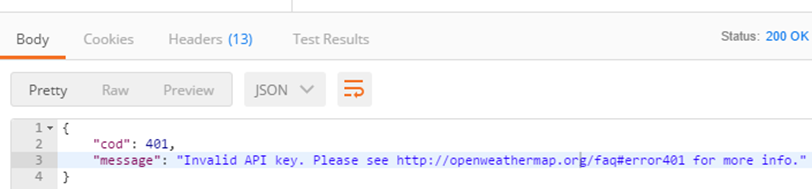 Body Cookies Headers (13) Test Results Status: 200 OK
Pretty Raw Preview JSON
1 {
2 "cod": 401,
3 "message": "Invalid API key. Please see http://openweathermap.org/faq#error401 for more info."
4 }